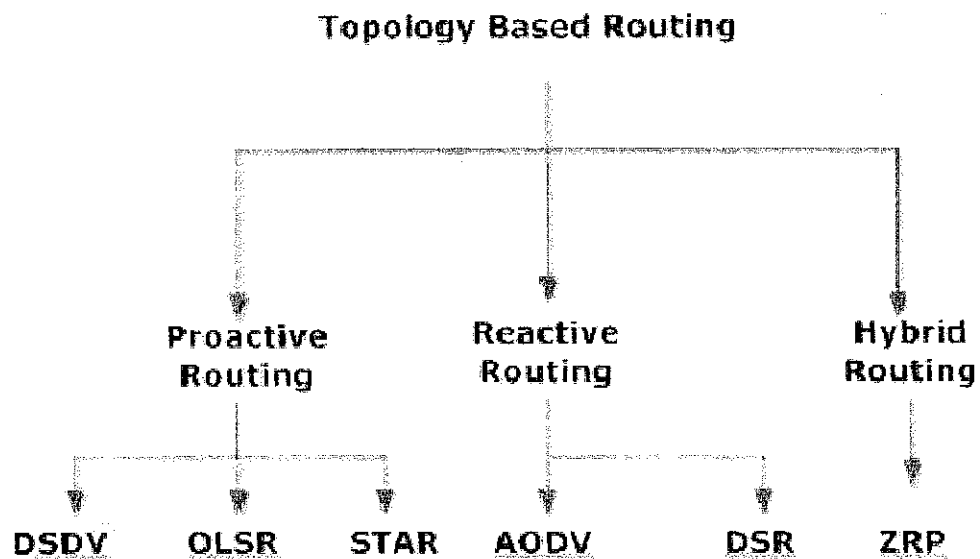 Topology Based Routing
Proactive
Routing
Reactive
Routing
Hybrid
Routing
DSDV OLSR STAR AODV DSR ZRP